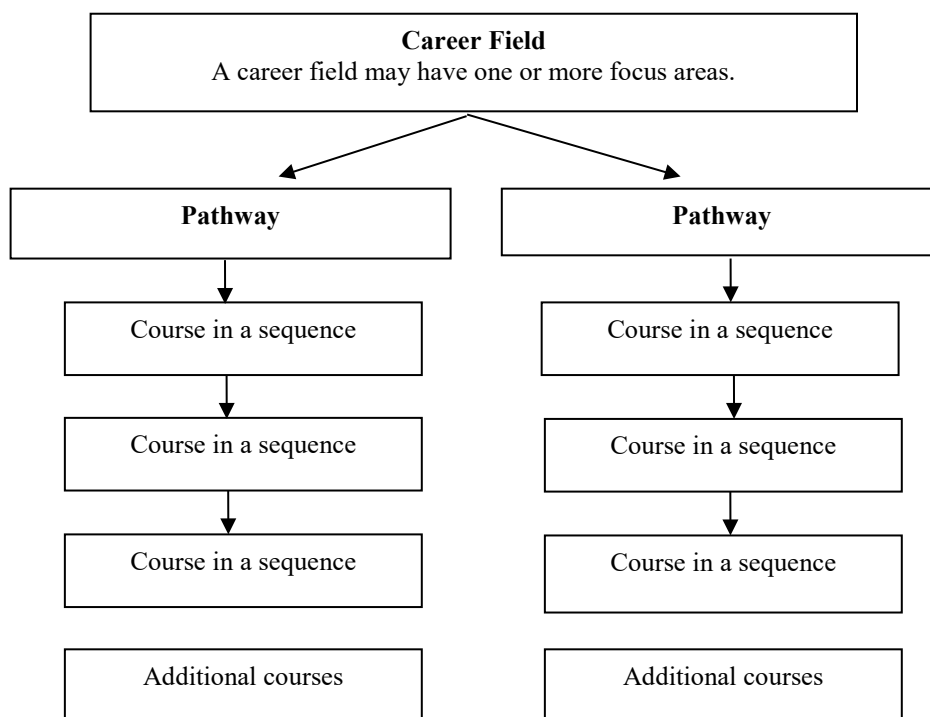 Career Field
A career field may have one or more focus areas.
Pathway
Pathway
Course in a sequence
Course in a sequence
Course in a sequence
Course in a sequence
Course in a sequence
Course in a sequence
Additional courses
Additional courses